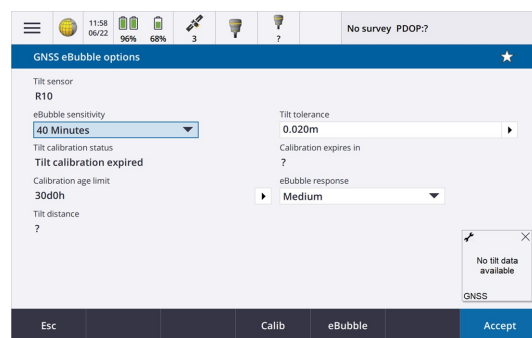 11:58
06/22
96%
68%
3
?
No survey PDOP:?
GNSS eBubble options
Tilt sensor
R10
eBubble sensitivity
40 Minutes
Tilt tolerance
0.020m
Tilt calibration status
Tilt calibration expired
Calibration expires in
?
Calibration age limit
30d0h
eBubble response
Medium
Tilt distance
?
No tilt data
available
GNSS
Esc
Calib
eBubble
Accept